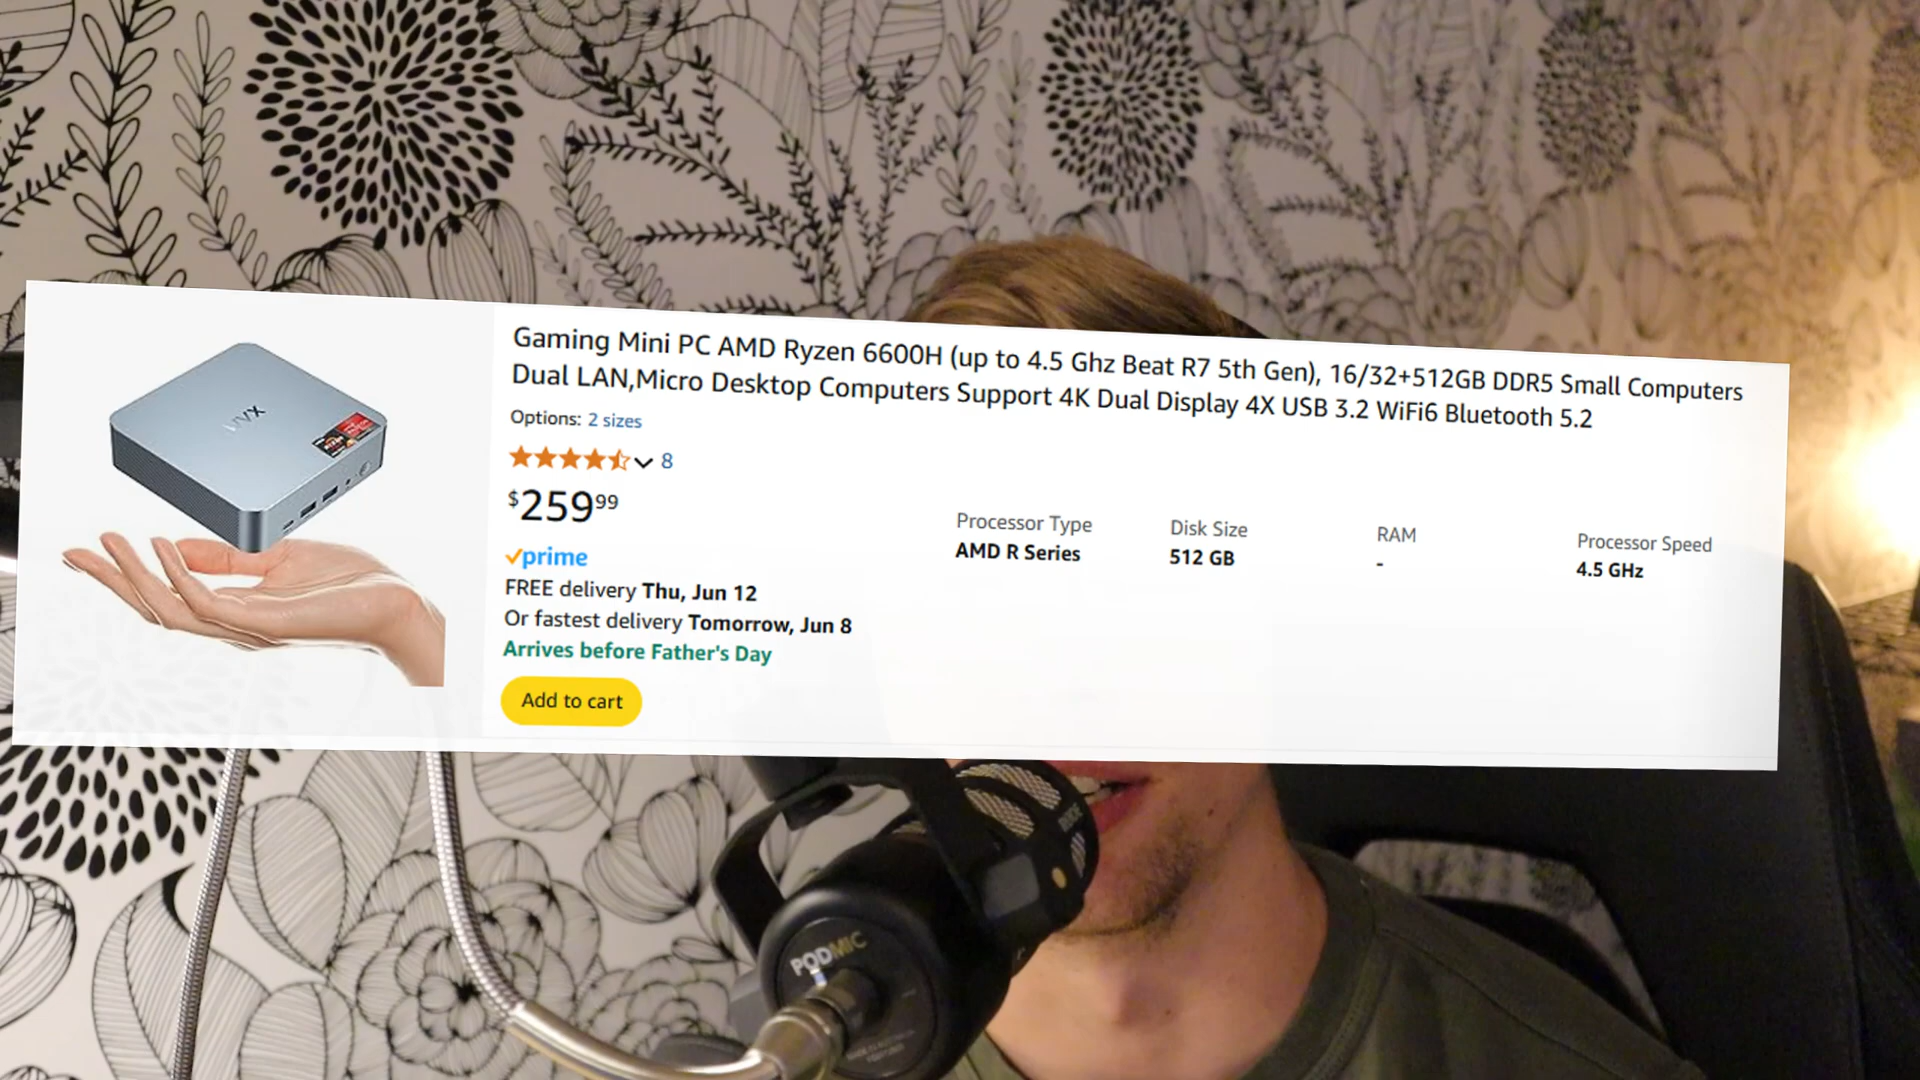 Gaming Mini PC AMD Ryzen 6600H (up to 4.5 Ghz Beat R7 5th Gen), 16/32+512GB DDR5 Small Computers
Dual LAN,Micro Desktop Computers Support 4K Dual Display 4X USB 3.2 WiFi6 Bluetooth 5.2
Options: 2 sizes
8
$259.99
prime
FREE delivery Thu, Jun 12
Or fastest delivery Tomorrow, Jun 8
Arrives before Father's Day
Add to cart
Processor Type
AMD R Series
Disk Size
512 GB
RAM
-
Processor Speed
4.5 GHz
PODMIC